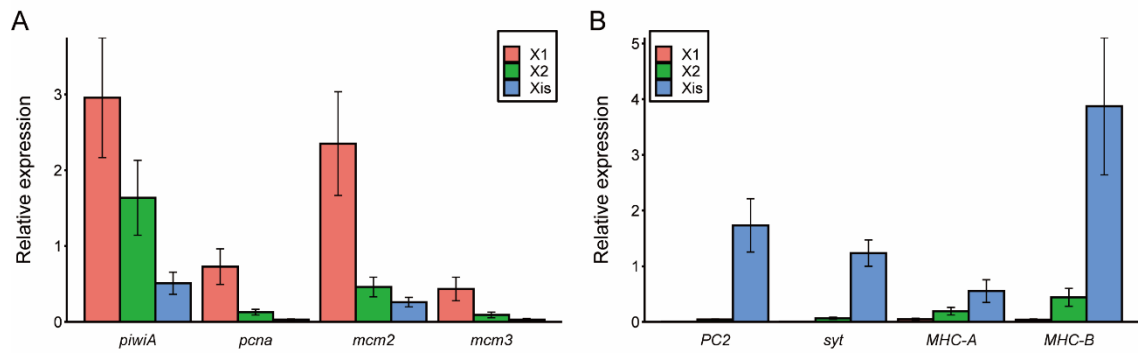 A
X1
X2
Xis
Relative expression
3
2
1
0
piwiA pcna mcm2 mcm3
B
X1
X2
Xis
Relative expression
5
4
3
2
1
0
PC2 syt MHC-A MHC-B